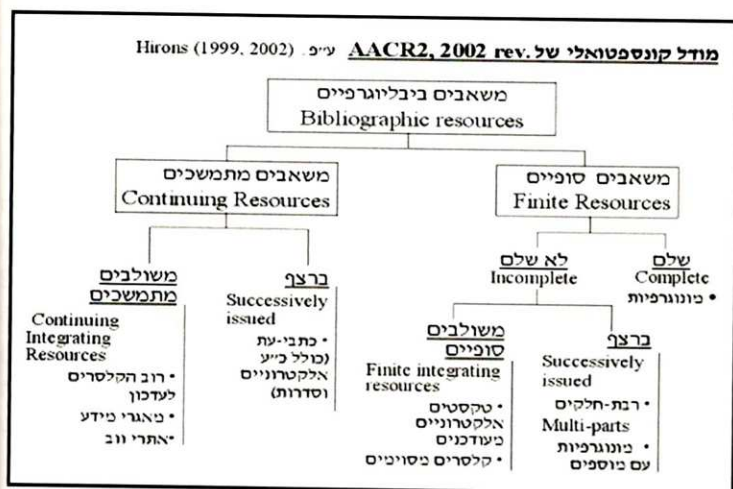 מודל קונספטואלי של AACR2, 2002 rev. ע״פ Hirons (1999, 2002)
משאבים ביבליוגרפיים
Bibliographic resources
משאבים סופיים
Finite Resources
משאבים מתמשכים
Continuing Resources
שלם
Complete
• מונוגרפיות
לא שלם
Incomplete
ברצף
Successively
issued
• רבת-חלקים
Multi-parts
• מונוגרפיות
עם מוספים
משולבים
סופיים
Finite integrating
resources
• טקסטים
אלקטרוניים
מעודכנים
• קלסרים מסוימים
ברצף
Successively
issued
• כתבי-עת
(כולל כ״ע
אלקטרוניים
וסדרות)
משולבים
מתמשכים
Continuing
Integrating
Resources
• רוב הקלסרים
לעדכון
• מאגרי מידע
• אתרי ווב